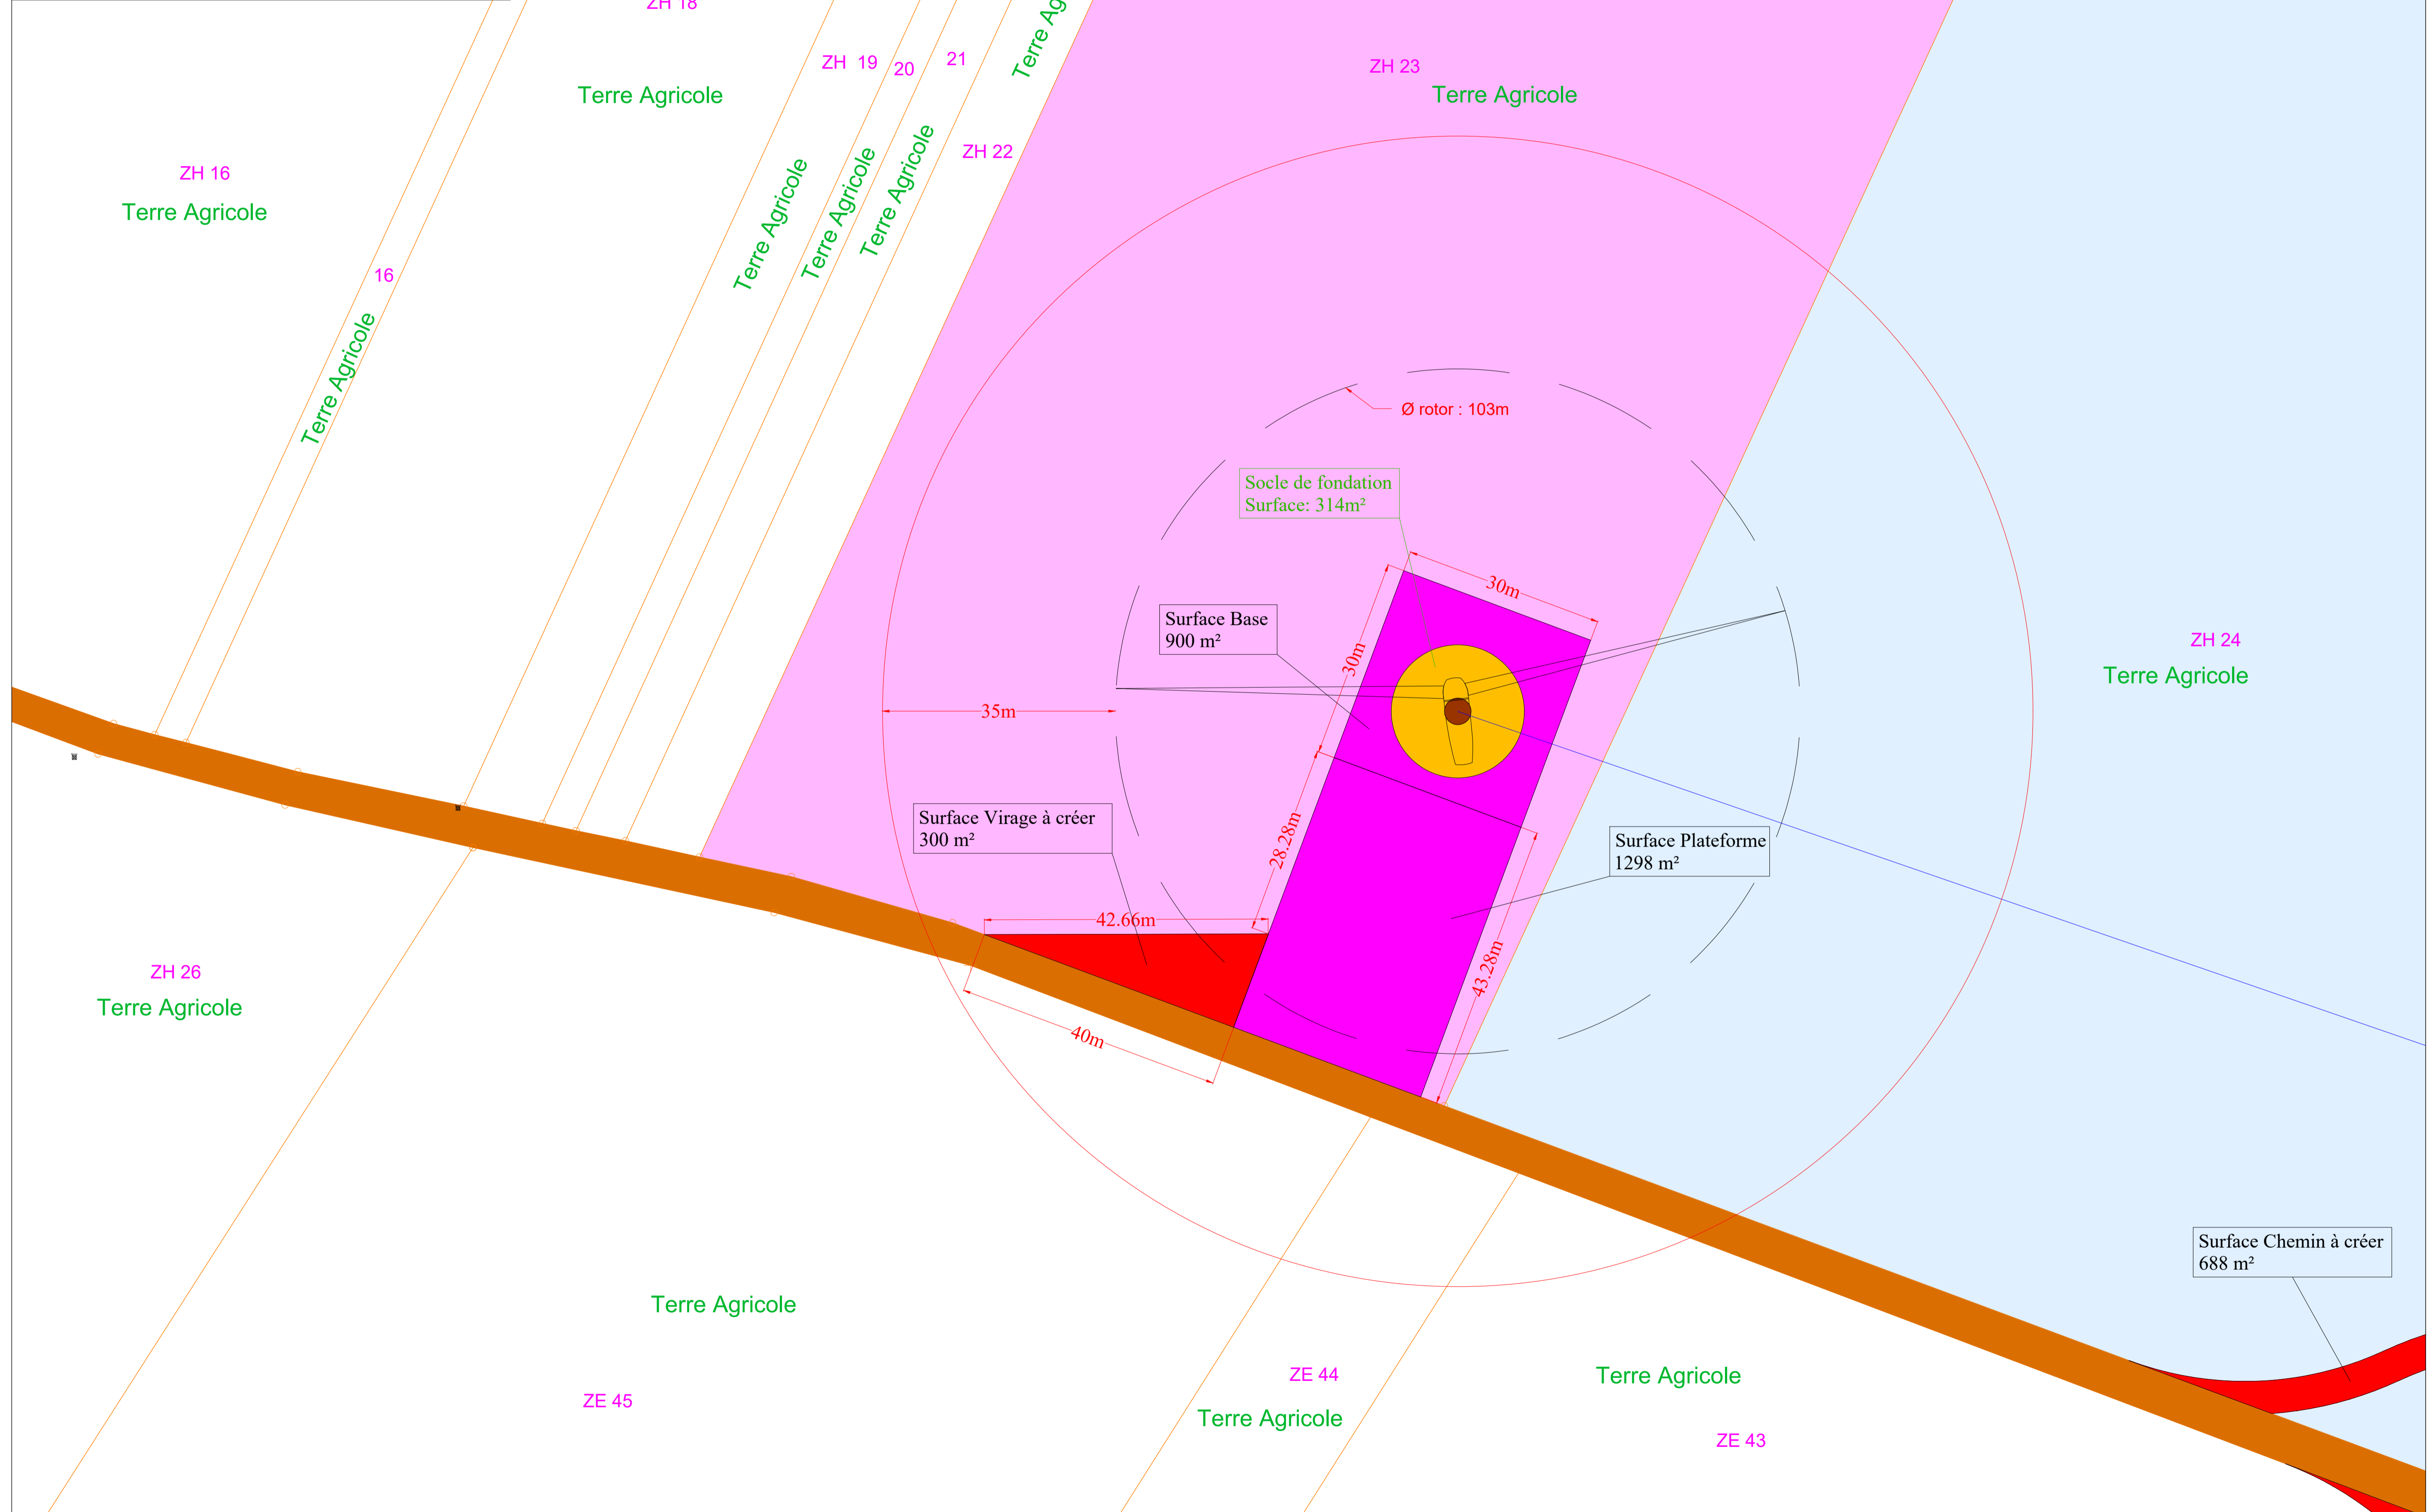 ZH 18
Terre Agricole
ZH 19
20
21
Terre Ag
ZH 23
Terre Agricole
ZH 16
Terre Agricole
ZH 22
Terre Agricole
Terre Agricole
Terre Agricole
16
Terre Agricole
Ø rotor : 103m
Socle de fondation
Surface: 314m²
30m
Surface Base
900 m²
30m
ZH 24
Terre Agricole
35m
Surface Virage à créer
300 m²
28.28m
Surface Plateforme
1298 m²
42.66m
43.28m
ZH 26
Terre Agricole
40m
Surface Chemin à créer
688 m²
Terre Agricole
ZE 45
ZE 44
Terre Agricole
Terre Agricole
ZE 43